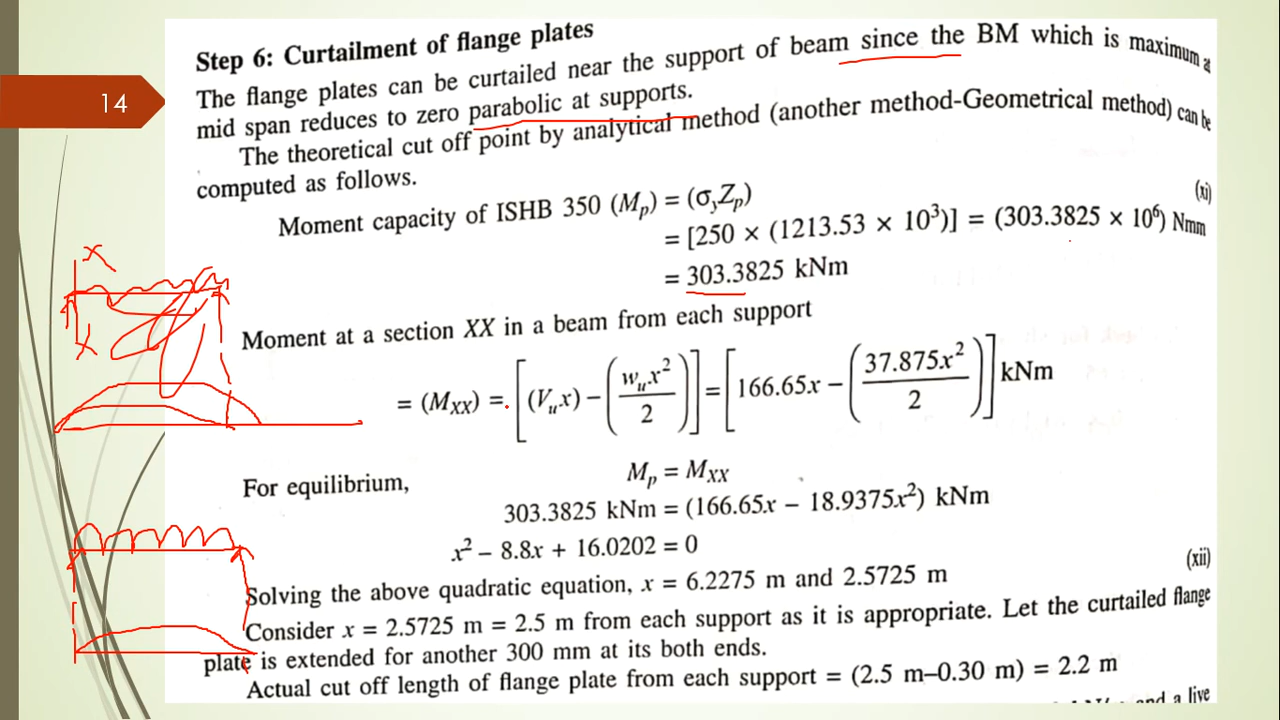 14
Step 6: Curtailment of flange plates
The flange plates can be curtailed near the support of beam since the BM which is maximum at
mid span reduces to zero parabolic at supports.
The theoretical cut off point by analytical method (another method-Geometrical method) can be
computed as follows.
Moment capacity of ISHB 350 (Mₚ) = (σᵧZₚ) (xi)
= [250 × (1213.53 × 10³)] = (303.3825 × 10⁶) Nmm
= 303.3825 kNm
X
X
Moment at a section XX in a beam from each support
= (M_XX) = [(Vᵤx) − (wᵤx²/2)] = [166.65x − (37.875x²/2)] kNm
For equilibrium, Mₚ = M_XX
303.3825 kNm = (166.65x − 18.9375x²) kNm
x² − 8.8x + 16.0202 = 0 (xii)
Solving the above quadratic equation, x = 6.2275 m and 2.5725 m
Consider x = 2.5725 m = 2.5 m from each support as it is appropriate. Let the curtailed flange
plate is extended for another 300 mm at its both ends.
Actual cut off length of flange plate from each support = (2.5 m–0.30 m) = 2.2 m
and a live